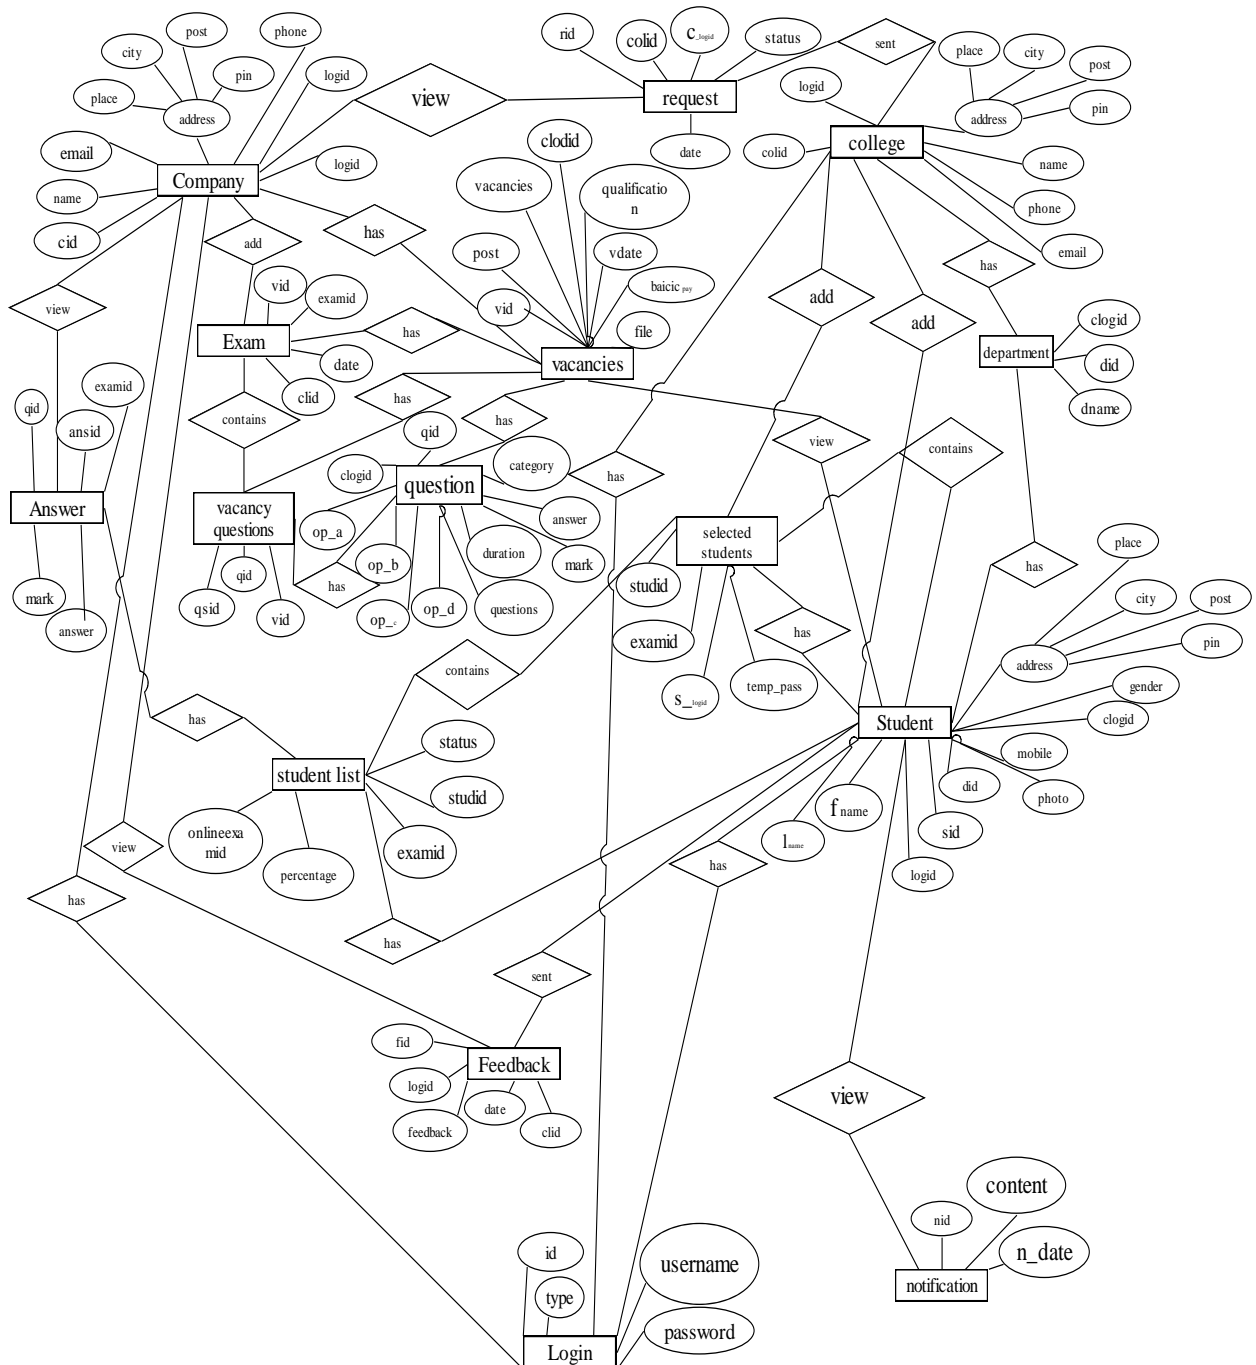 post
phone
city
pin
logid
place
address
email
Company
logid
name
cid
view
rid
colid
c_logid
status
sent
request
date
place
city
post
logid
address
pin
college
colid
name
phone
email
add
has
vacancies
clodid
qualificatio
n
post
vdate
baicic pay
vid
file
vacancies
has
clogid
department
did
dname
view
vid
examid
Exam
date
clid
has
add
add
contains
has
has
view
contains
qid
examid
ansid
Answer
mark
answer
vacancy
questions
qid
qsid
vid
qid
clogid
category
question
answer
op_a
op_b
duration
mark
has
op_c
op_d
questions
has
selected
students
studid
examid
s_logid
temp_pass
has
has
place
city
post
address
pin
gender
clogid
Student
mobile
photo
did
f name
l name
sid
logid
contains
has
status
student list
studid
onlineexa
mid
percentage
examid
view
has
has
has
sent
fid
Feedback
logid
date
feedback
clid
view
content
nid
n_date
notification
id
username
type
password
Login